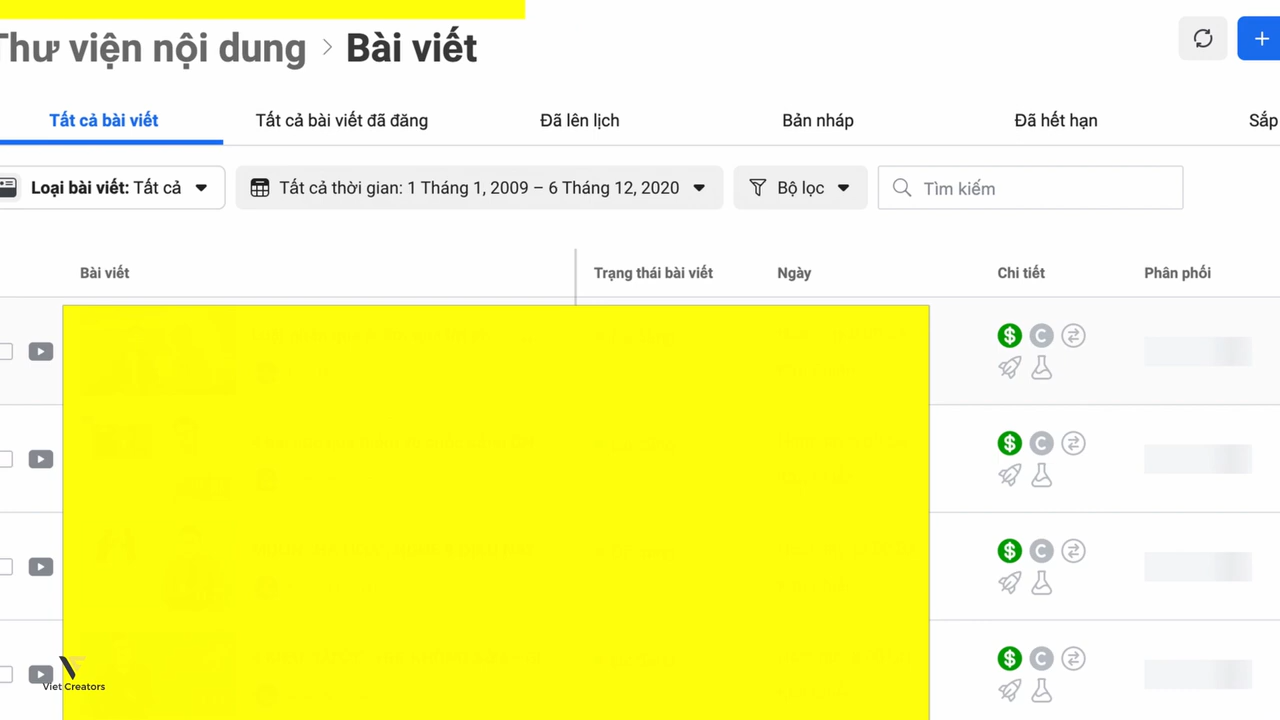 Thư viện nội dung > Bài viết
Tất cả bài viết
Tất cả bài viết đã đăng
Đã lên lịch
Bản nháp
Đã hết hạn
Sắp
Loại bài viết: Tất cả
Tất cả thời gian: 1 Tháng 1, 2009 – 6 Tháng 12, 2020
Bộ lọc
Tìm kiếm
Bài viết
Trạng thái bài viết
Ngày
Chi tiết
Phân phối
Viet Creators